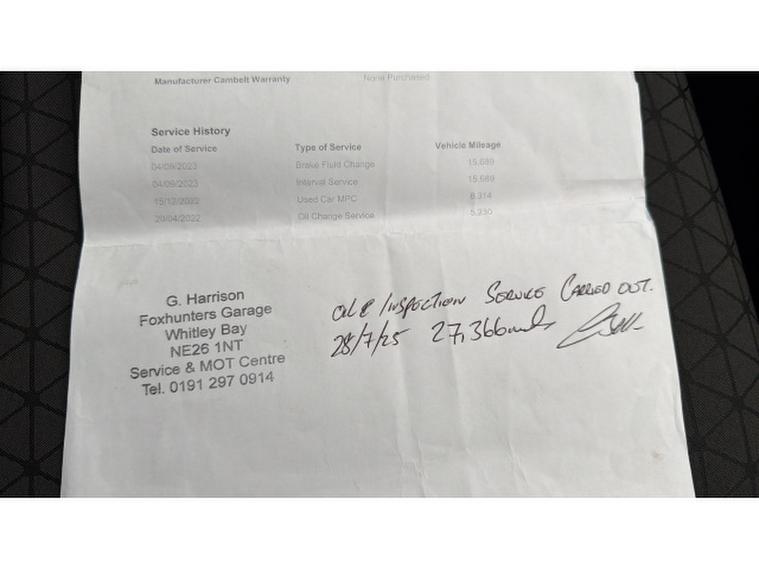 Manufacturer Cambelt Warranty None Purchased
Service History
Date of Service Type of Service Vehicle Mileage
04/09/2023 Brake Fluid Change 15,689
04/09/2023 Interval Service 15,689
15/12/2022 Used Car MPC 8,314
20/04/2022 Oil Change Service 5,230
G. Harrison
Foxhunters Garage
Whitley Bay
NE26 1NT
Service & MOT Centre
Tel. 0191 297 0914
OIL & INSPECTION SERVICE CARRIED OUT.
28/7/25 27,366 miles